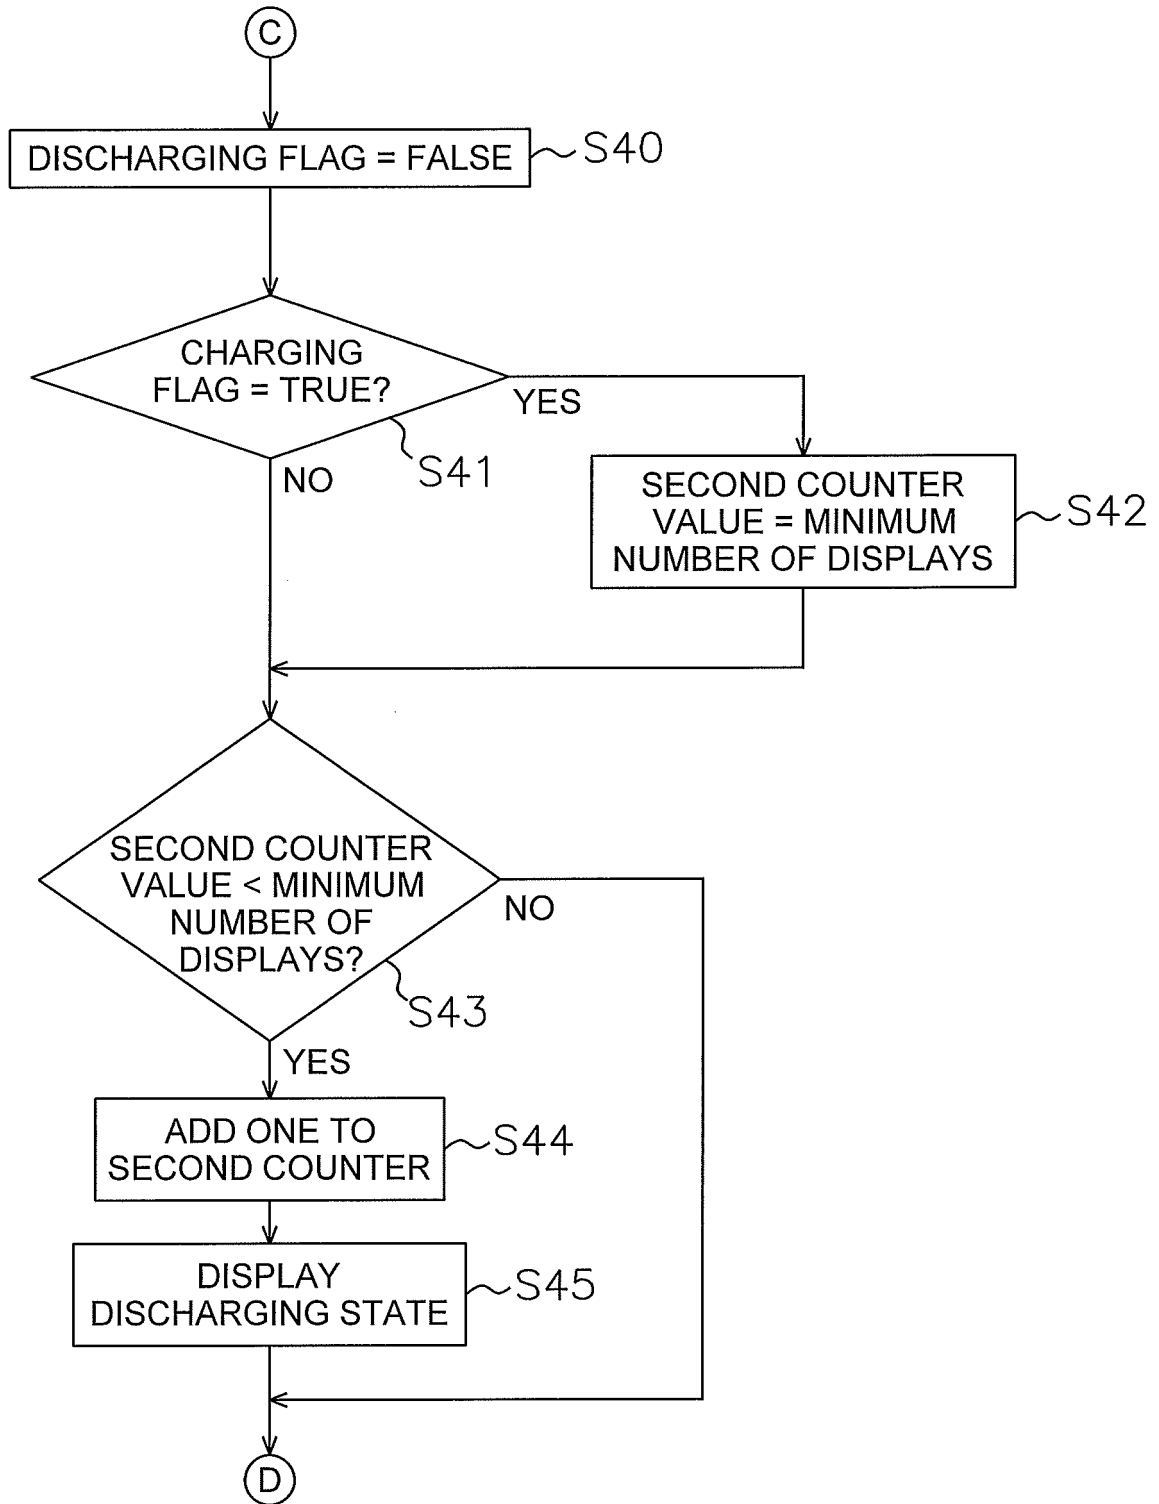 C
DISCHARGING FLAG = FALSE
S40
CHARGING
FLAG = TRUE?
YES
S41
NO
SECOND COUNTER
VALUE = MINIMUM
NUMBER OF DISPLAYS
S42
SECOND COUNTER
VALUE < MINIMUM
NUMBER OF
DISPLAYS?
NO
S43
YES
ADD ONE TO
SECOND COUNTER
S44
DISPLAY
DISCHARGING STATE
S45
D